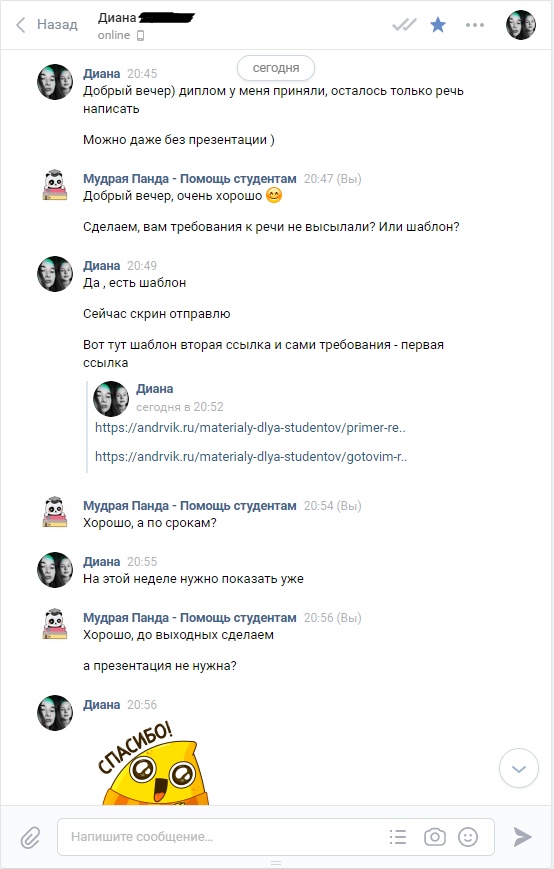 Назад
Диана
online
сегодня
Диана 20:45
Добрый вечер) диплом у меня приняли, осталось только речь
написать
Можно даже без презентации )
Мудрая Панда - Помощь студентам 20:47 (Вы)
Добрый вечер, очень хорошо
Сделаем, вам требования к речи не высылали? Или шаблон?
Диана 20:49
Да , есть шаблон
Сейчас скрин отправлю
Вот тут шаблон вторая ссылка и сами требования - первая
ссылка
Диана
сегодня в 20:52
https://andrvik.ru/materialy-dlya-studentov/primer-re..
https://andrvik.ru/materialy-dlya-studentov/gotovim-r..
Мудрая Панда - Помощь студентам 20:54 (Вы)
Хорошо, а по срокам?
Диана 20:55
На этой неделе нужно показать уже
Мудрая Панда - Помощь студентам 20:56 (Вы)
Хорошо, до выходных сделаем
а презентация не нужна?
Диана 20:56
СПАСИБО!
Напишите сообщение...